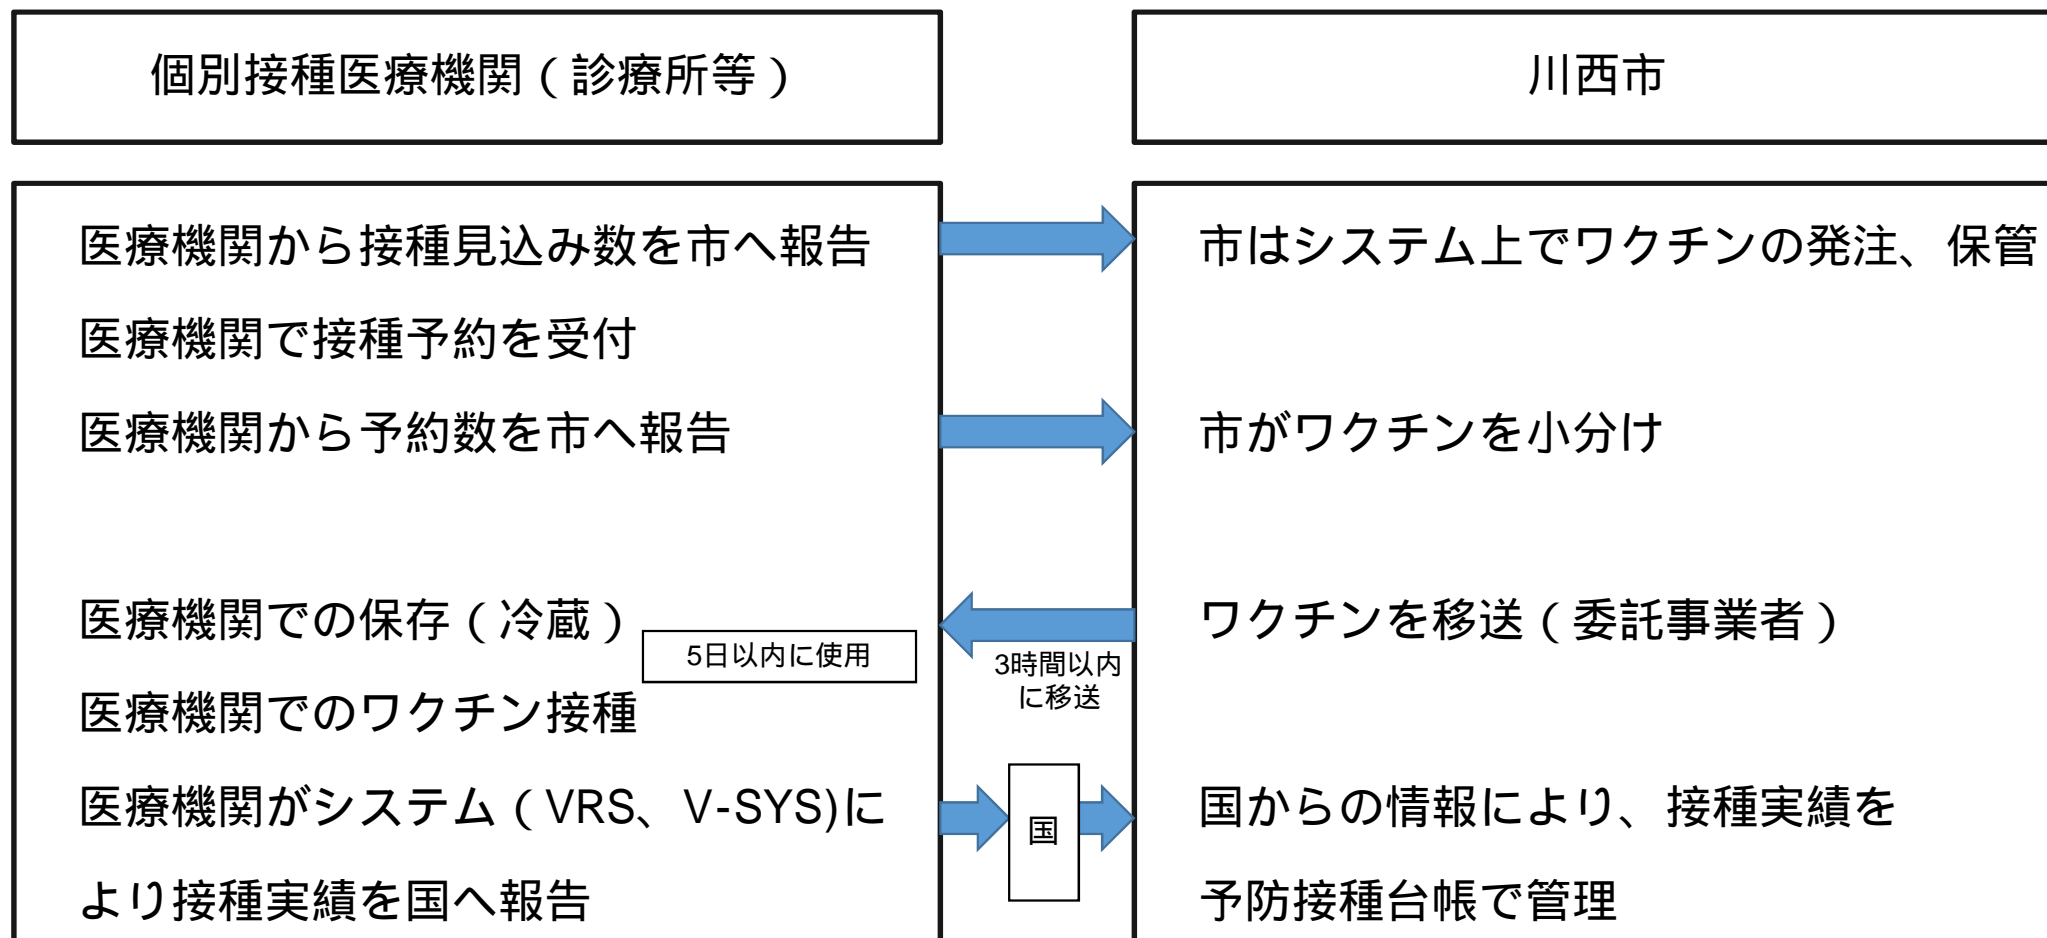 個別接種医療機関（診療所等）
川西市
医療機関から接種見込み数を市へ報告
市はシステム上でワクチンの発注、保管
医療機関で接種予約を受付
医療機関から予約数を市へ報告
市がワクチンを小分け
医療機関での保存（冷蔵）
5日以内に使用
3時間以内
に移送
ワクチンを移送（委託事業者）
医療機関でのワクチン接種
医療機関がシステム（VRS、V-SYS)に
より接種実績を国へ報告
国
国からの情報により、接種実績を
予防接種台帳で管理